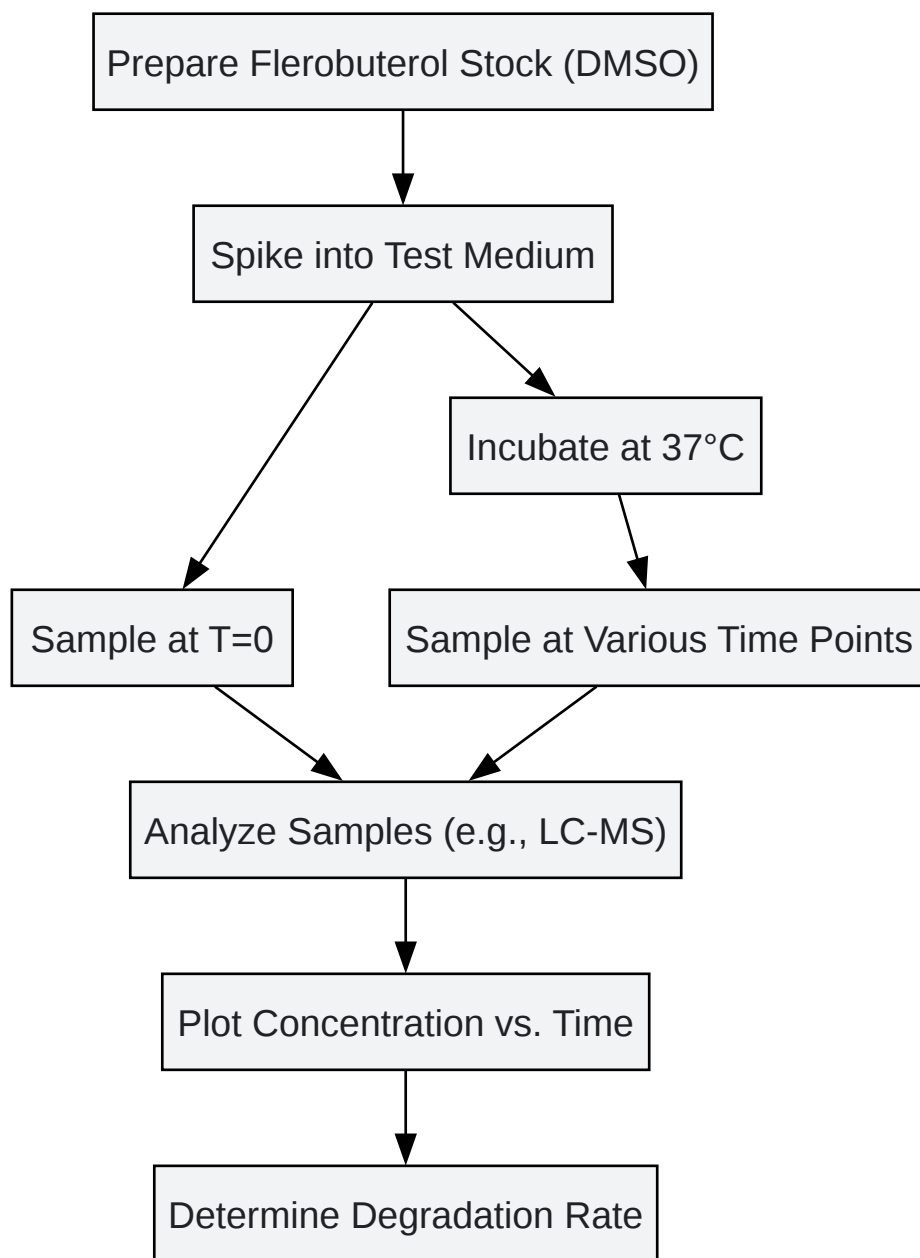 Prepare Flerobuterol Stock (DMSO)
Spike into Test Medium
Incubate at 37°C
Sample at T=0
Sample at Various Time Points
Analyze Samples (e.g., LC-MS)
Plot Concentration vs. Time
Determine Degradation Rate